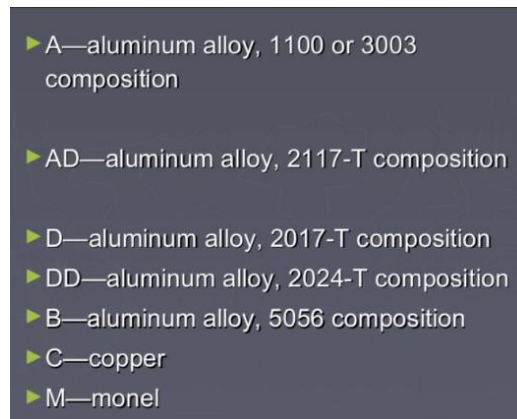 A—aluminum alloy, 1100 or 3003
composition
AD—aluminum alloy, 2117-T composition
D—aluminum alloy, 2017-T composition
DD—aluminum alloy, 2024-T composition
B—aluminum alloy, 5056 composition
C—copper
M—monel